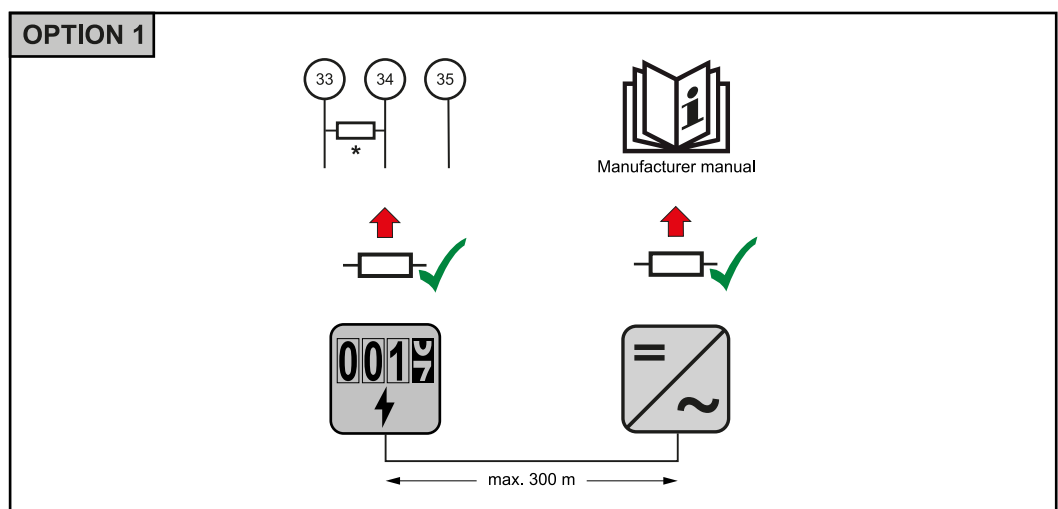 OPTION 1
33 34 35
*
i
Manufacturer manual
001
max. 300 m